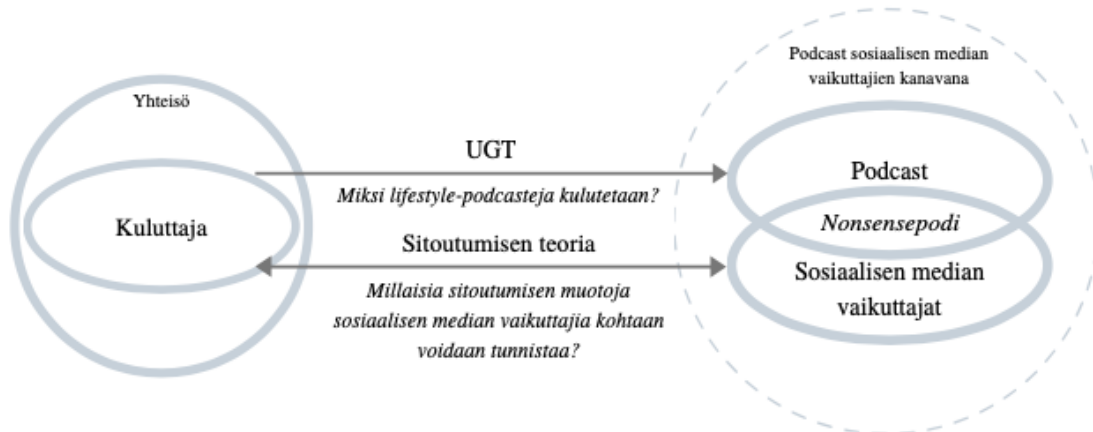 Yhteisö
Kuluttaja
UGT
Miksi lifestyle-podcasteja kulutetaan?
Sitoutumisen teoria
Millaisia sitoutumisen muotoja
sosiaalisen median vaikuttajia kohtaan
voidaan tunnistaa?
Podcast sosiaalisen median
vaikuttajien kanavana
Podcast
Nonsensepodi
Sosiaalisen median
vaikuttajat